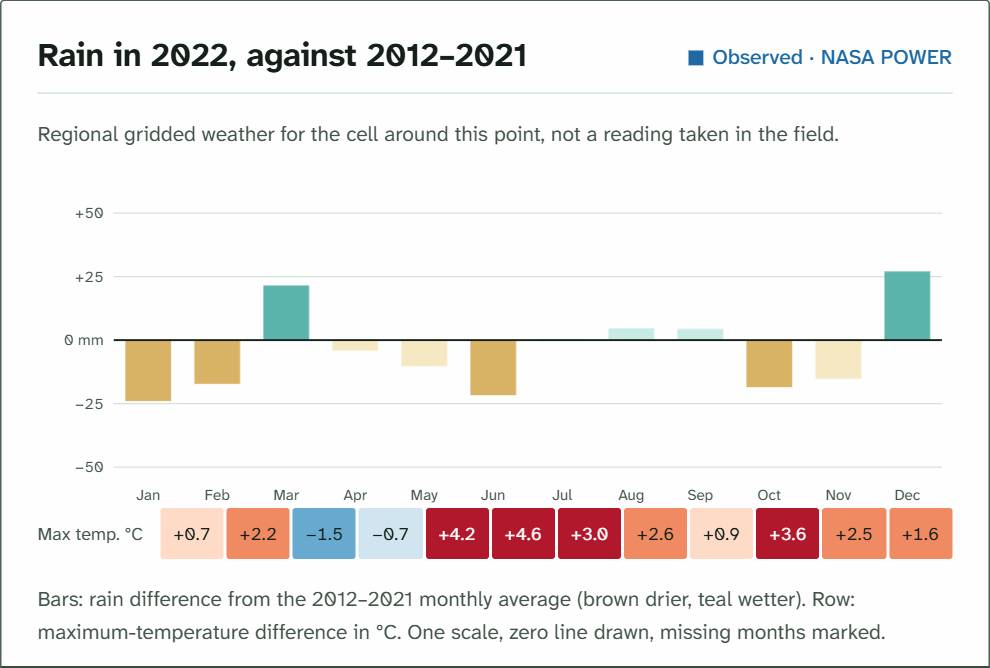 Rain in 2022, against 2012–2021
Observed · NASA POWER
Regional gridded weather for the cell around this point, not a reading taken in the field.
+50
+25
0 mm
−25
−50
Jan Feb Mar Apr May Jun Jul Aug Sep Oct Nov Dec
Max temp. °C +0.7 +2.2 −1.5 −0.7 +4.2 +4.6 +3.0 +2.6 +0.9 +3.6 +2.5 +1.6
Bars: rain difference from the 2012–2021 monthly average (brown drier, teal wetter). Row:
maximum-temperature difference in °C. One scale, zero line drawn, missing months marked.